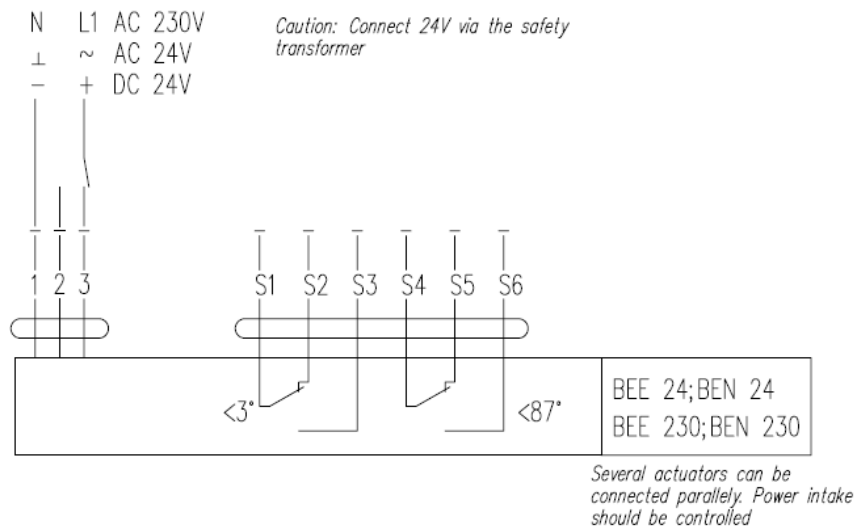 N L1 AC 230V
⊥ ~ AC 24V
− + DC 24V
Caution: Connect 24V via the safety
transformer
1 2 3 S1 S2 S3 S4 S5 S6
<3° <87°
BEE 24;BEN 24
BEE 230;BEN 230
Several actuators can be
connected parallely. Power intake
should be controlled